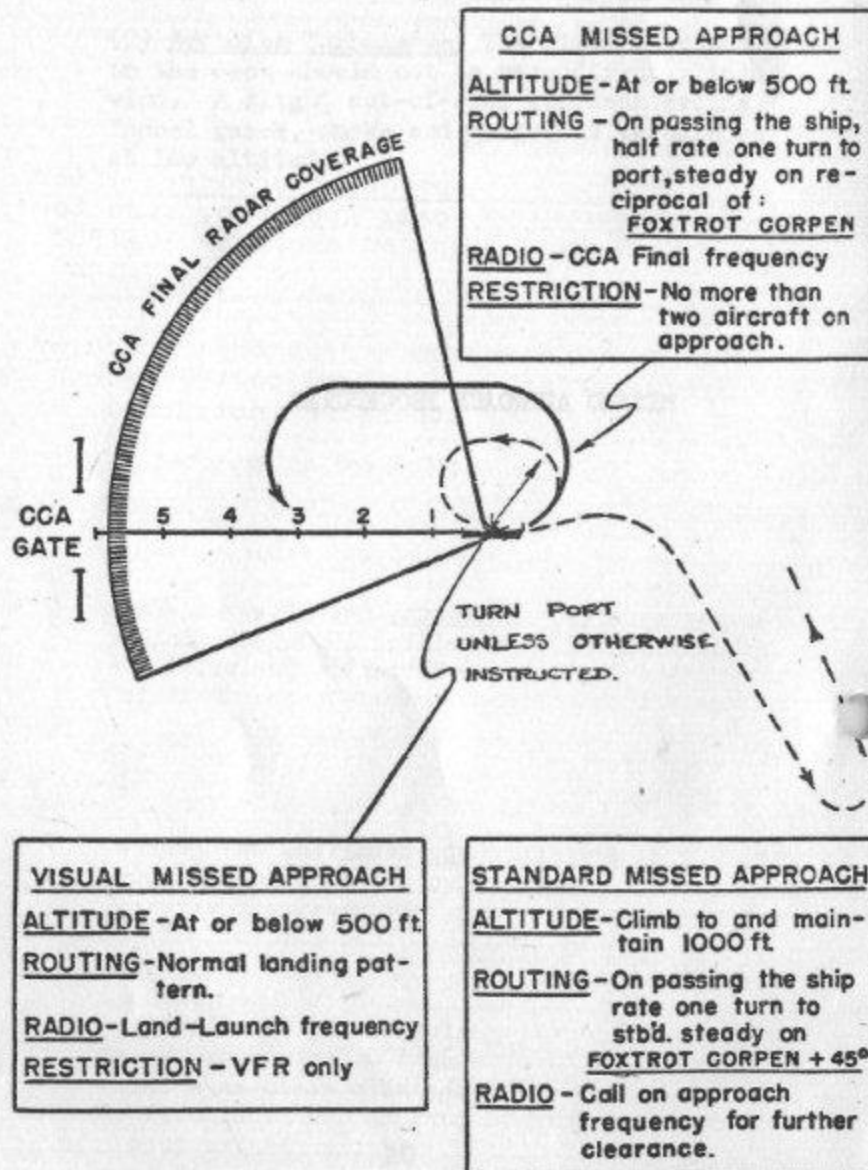 CCA MISSED APPROACH
ALTITUDE - At or below 500 ft.
ROUTING - On passing the ship,
half rate one turn to
port, steady on re-
ciprocal of :
FOXTROT CORPEN
RADIO - CCA Final frequency
RESTRICTION - No more than
two aircraft on
approach.
CCA FINAL RADAR COVERAGE
CCA
GATE
5 4 3 2 1
TURN PORT
UNLESS OTHERWISE
INSTRUCTED.
VISUAL MISSED APPROACH
ALTITUDE - At or below 500 ft.
ROUTING - Normal landing pat-
tern.
RADIO - Land - Launch frequency
RESTRICTION - VFR only
STANDARD MISSED APPROACH
ALTITUDE - Climb to and main-
tain 1000 ft.
ROUTING - On passing the ship
rate one turn to
stb'd. steady on
FOXTROT CORPEN + 45°
RADIO - Call on approach
frequency for further
clearance.